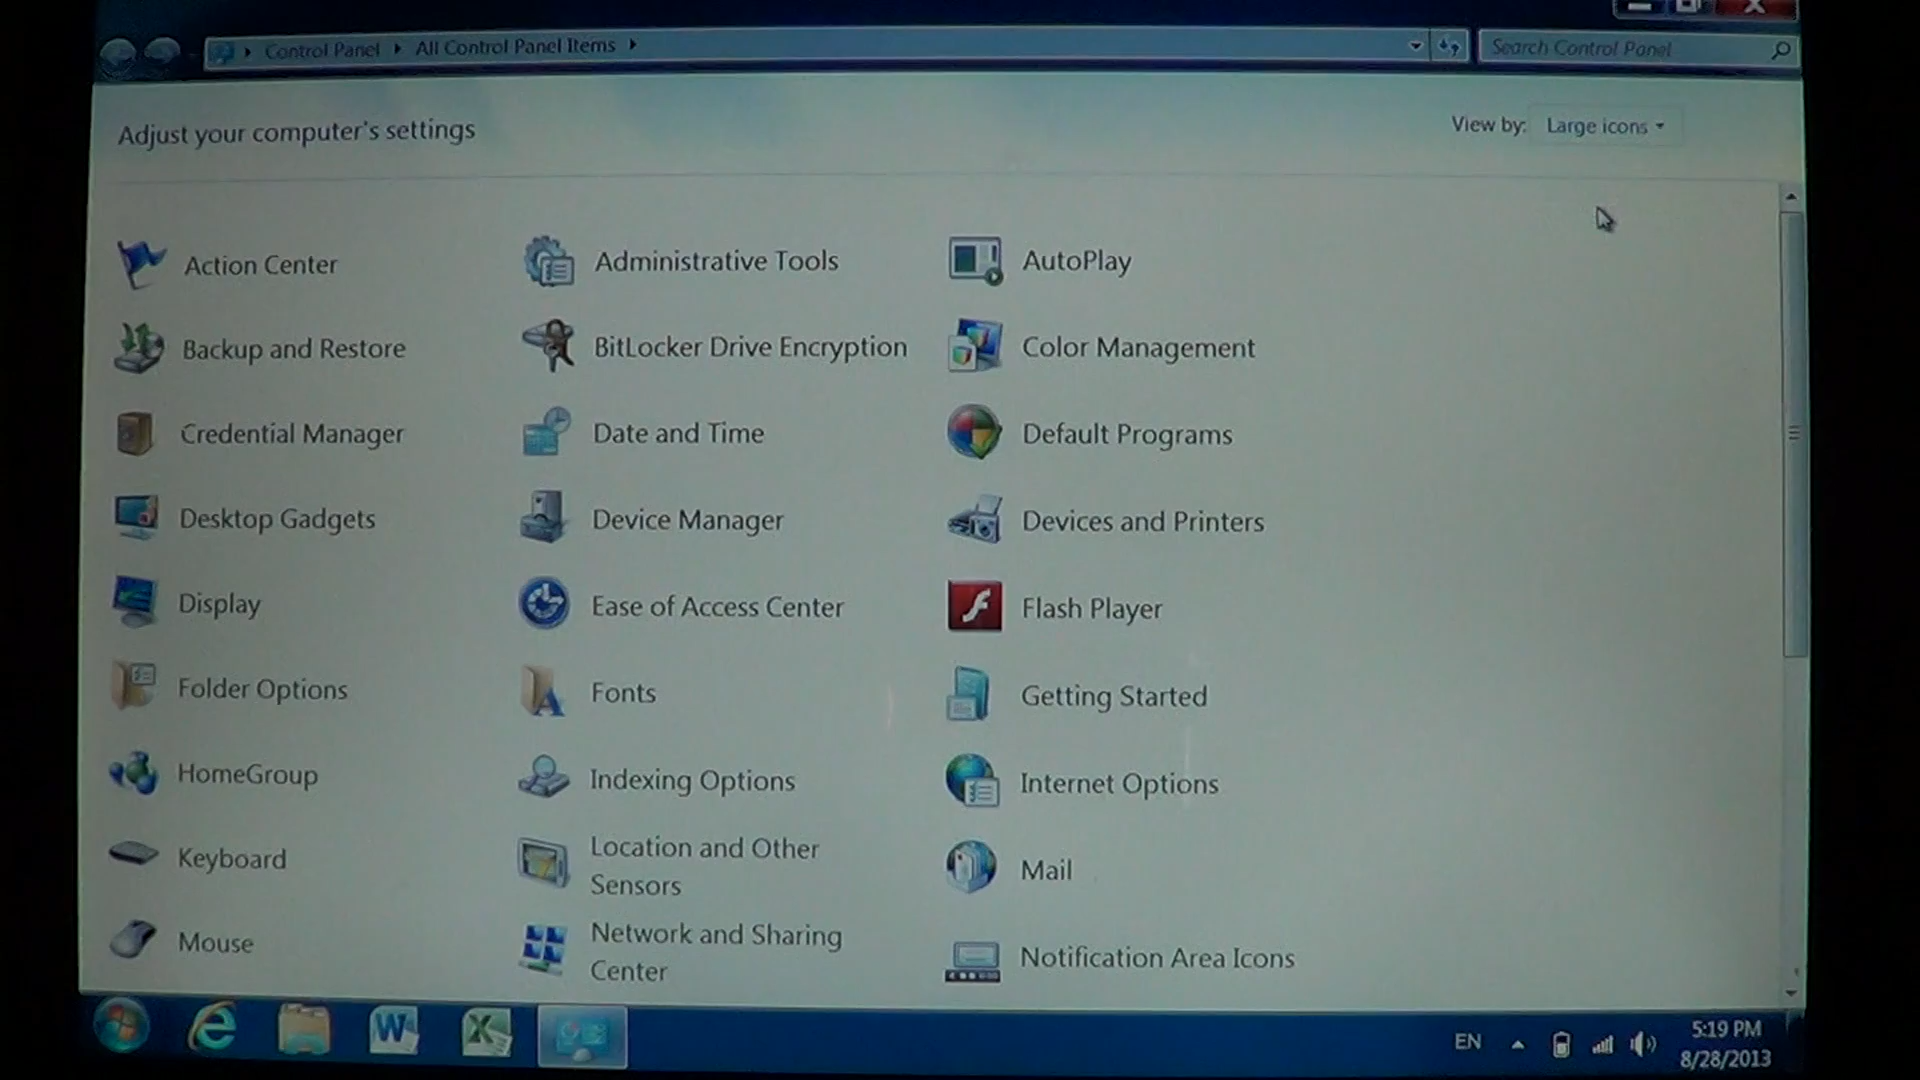 Control Panel All Control Panel Items
Search Control Panel
Adjust your computer's settings
View by: Large icons
Action Center
Administrative Tools
AutoPlay
Backup and Restore
BitLocker Drive Encryption
Color Management
Credential Manager
Date and Time
Default Programs
Desktop Gadgets
Device Manager
Devices and Printers
Display
Ease of Access Center
Flash Player
Folder Options
Fonts
Getting Started
HomeGroup
Indexing Options
Internet Options
Keyboard
Location and Other
Sensors
Mail
Mouse
Network and Sharing
Center
Notification Area Icons
EN
5:19 PM
8/28/2013